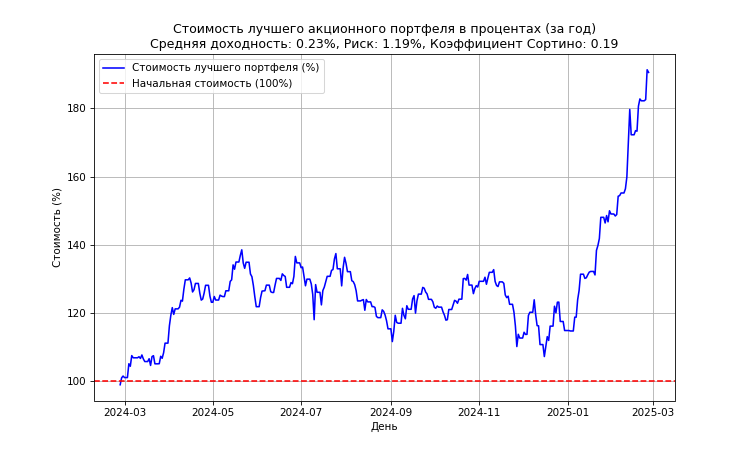 Стоимость лучшего акционного портфеля в процентах (за год)
Средняя доходность: 0.23%, Риск: 1.19%, Коэффициент Сортино: 0.19
Стоимость лучшего портфеля (%)
Начальная стоимость (100%)
Стоимость (%)
180
160
140
120
100
2024-03
2024-05
2024-07
2024-09
2024-11
2025-01
2025-03
День